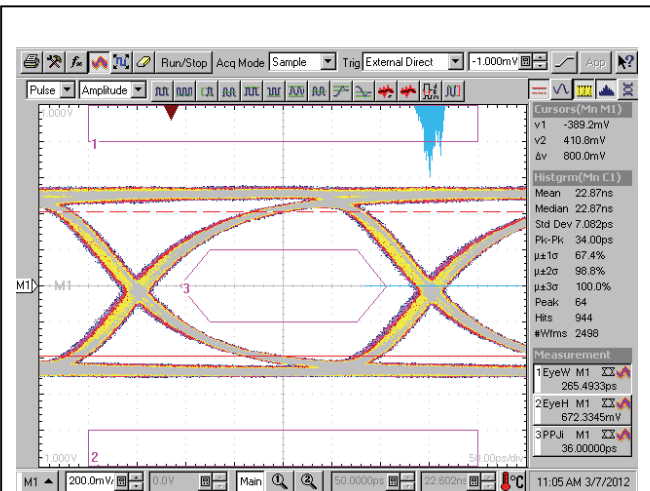 Run/Stop Acq Mode Sample Trig External Direct -1.000mV App
Pulse Amplitude
1.000V
1
M1
M1
3
2
-1.000V
50.00ps/div
Cursors(Mn M1)
v1 -389.2mV
v2 410.8mV
Δv 800.0mV
Histgrm(Mn C1)
Mean 22.87ns
Median 22.87ns
Std Dev 7.082ps
Pk-Pk 34.00ps
µ±1σ 67.4%
µ±2σ 98.8%
µ±3σ 100.0%
Peak 64
Hits 944
#Wfms 2498
Measurement
1 EyeW M1
265.4933ps
2 EyeH M1
672.3345mV
3 PPJi M1
36.00000ps
M1 200.0mV/ 0.0V Main 1 2 50.0000ps 22.602ns °C 11:05 AM 3/7/2012